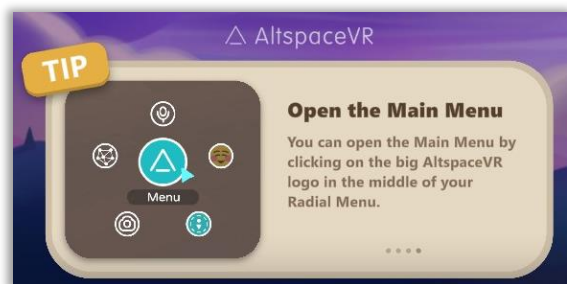 AltspaceVR
TIP
Menu
Open the Main Menu
You can open the Main Menu by
clicking on the big AltspaceVR
logo in the middle of your
Radial Menu.